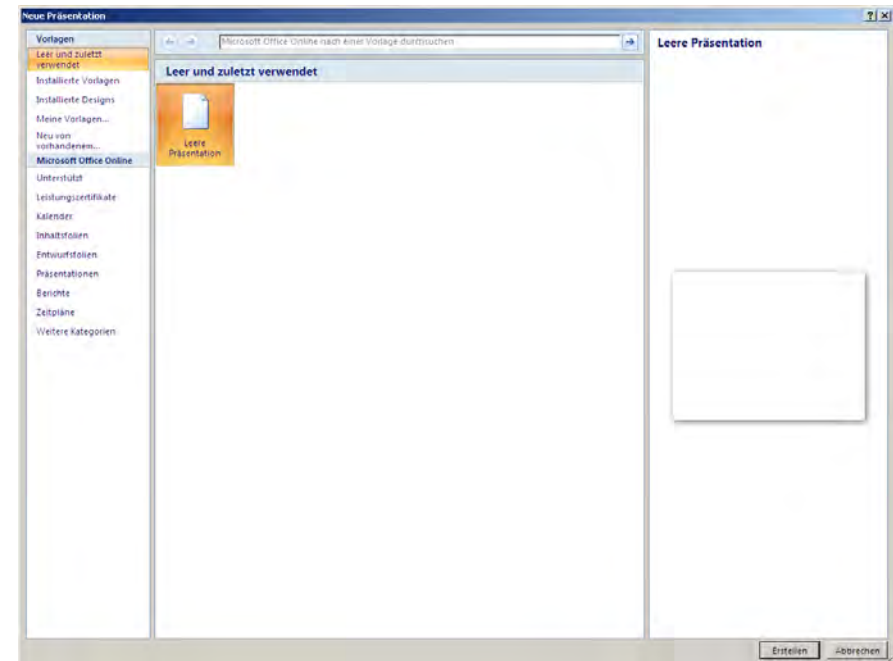 Neue Präsentation
Vorlagen
Leer und zuletzt
verwendet
Installierte Vorlagen
Installierte Designs
Meine Vorlagen...
Neu von
vorhandenem...
Microsoft Office Online
Unterstützt
Leistungszertifikate
Kalender
Inhaltsfolien
Entwurfsfolien
Präsentationen
Berichte
Zeitpläne
Weitere Kategorien
Microsoft Office Online nach einer Vorlage durchsuchen
Leer und zuletzt verwendet
Leere
Präsentation
Leere Präsentation
Erstellen
Abbrechen